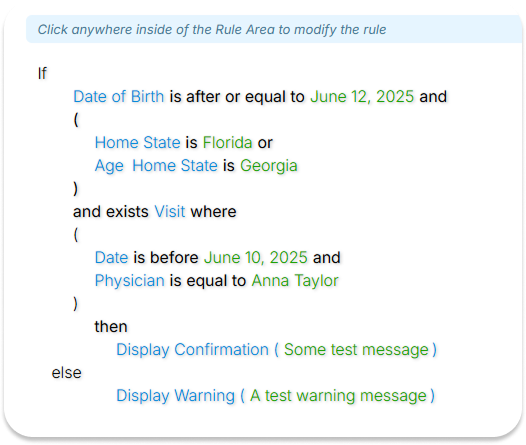 Click anywhere inside of the Rule Area to modify the rule
If
Date of Birth is after or equal to June 12, 2025 and
(
Home State is Florida or
Age Home State is Georgia
)
and exists Visit where
(
Date is before June 10, 2025 and
Physician is equal to Anna Taylor
)
then
Display Confirmation ( Some test message )
else
Display Warning ( A test warning message )